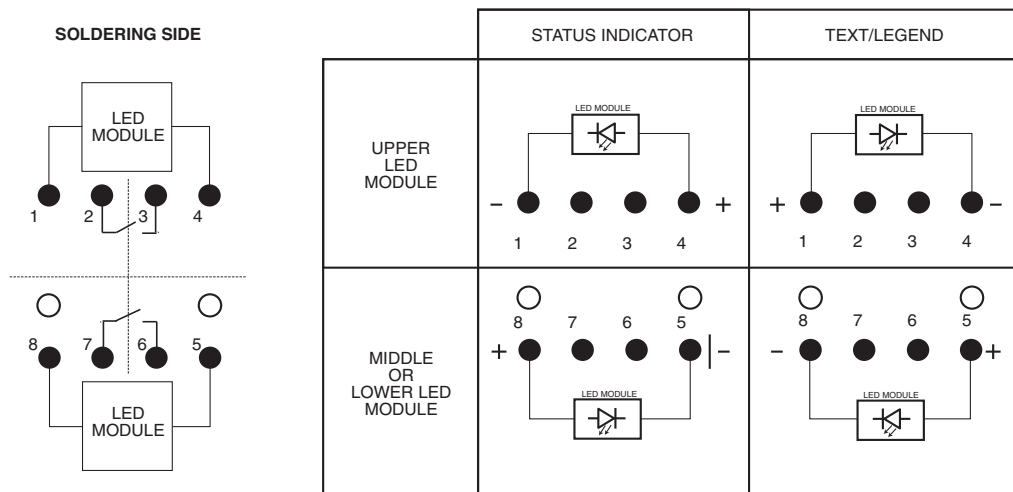 SOLDERING SIDE
LED
MODULE
1 2 3 4
8 7 6 5
LED
MODULE
STATUS INDICATOR TEXT/LEGEND
UPPER
LED
MODULE
LED MODULE
- +
1 2 3 4
LED MODULE
+ -
1 2 3 4
MIDDLE
OR
LOWER LED
MODULE
8 7 6 5
+ |-
LED MODULE
8 7 6 5
- +
LED MODULE